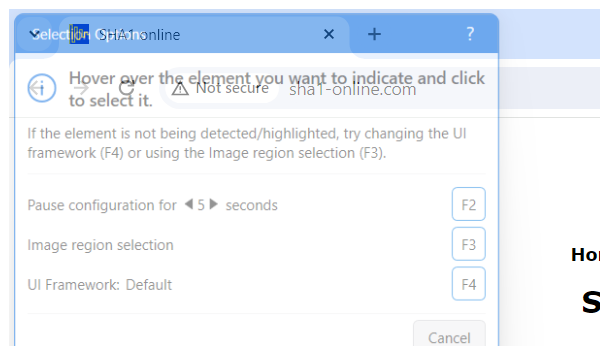 Selection Options
SHA1 online
?
Hover over the element you want to indicate and click
to select it.
Not secure
sha1-online.com
If the element is not being detected/highlighted, try changing the UI
framework (F4) or using the Image region selection (F3).
Pause configuration for 5 seconds
F2
Image region selection
F3
UI Framework: Default
F4
Cancel
Hor
S